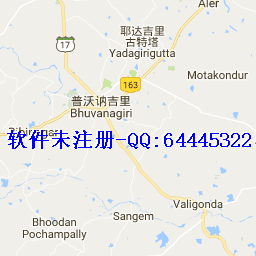 Aler
耶达吉里
古特塔
Yadagirigutta
17
Motakondur
163
普沃讷吉里
Bhuvanagiri
软件未注册-QQ:64445322
Valigonda
Sangem
Bhoodan
Pochampally